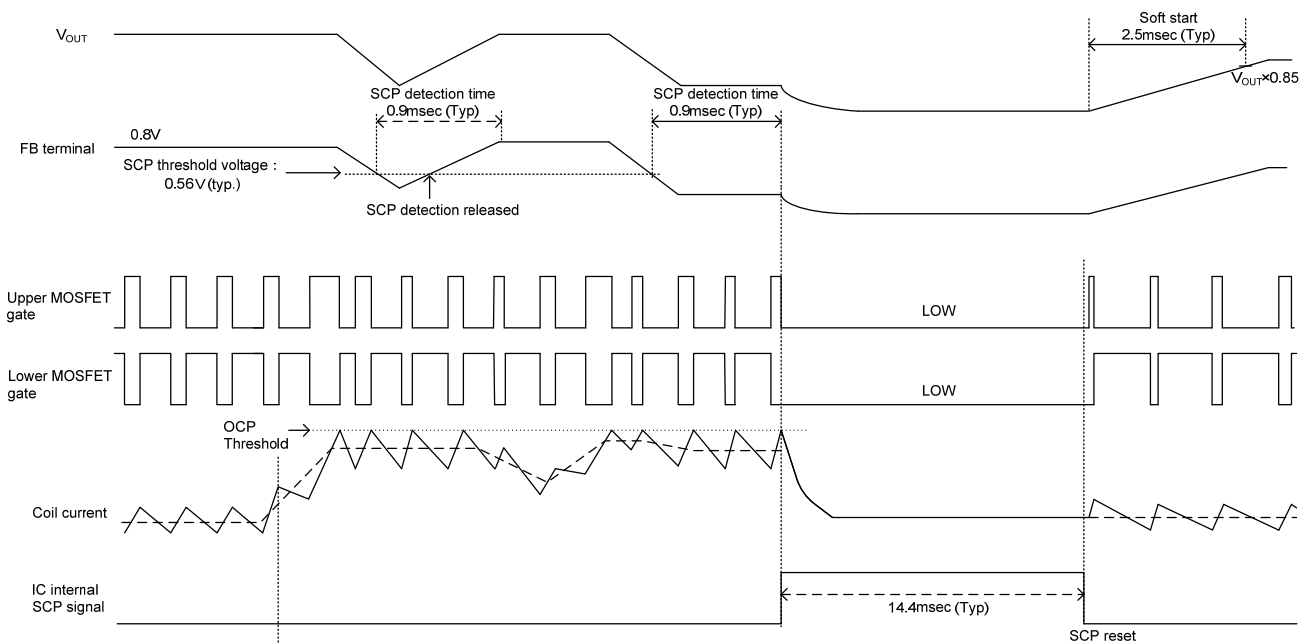 Soft start
2.5msec (Typ)
VOUT
VOUT×0.85
SCP detection time
0.9msec (Typ)
SCP detection time
0.9msec (Typ)
0.8V
FB terminal
SCP threshold voltage :
0.56V (typ.)
SCP detection released
Upper MOSFET
gate
LOW
Lower MOSFET
gate
LOW
OCP
Threshold
Coil current
IC internal
SCP signal
14.4msec (Typ)
SCP reset